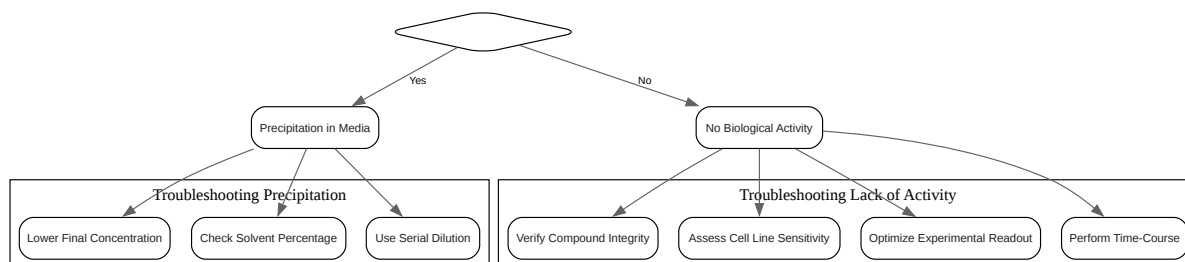 Yes
No
Precipitation in Media
No Biological Activity
Troubleshooting Precipitation
Troubleshooting Lack of Activity
Lower Final Concentration
Check Solvent Percentage
Use Serial Dilution
Verify Compound Integrity
Assess Cell Line Sensitivity
Optimize Experimental Readout
Perform Time-Course